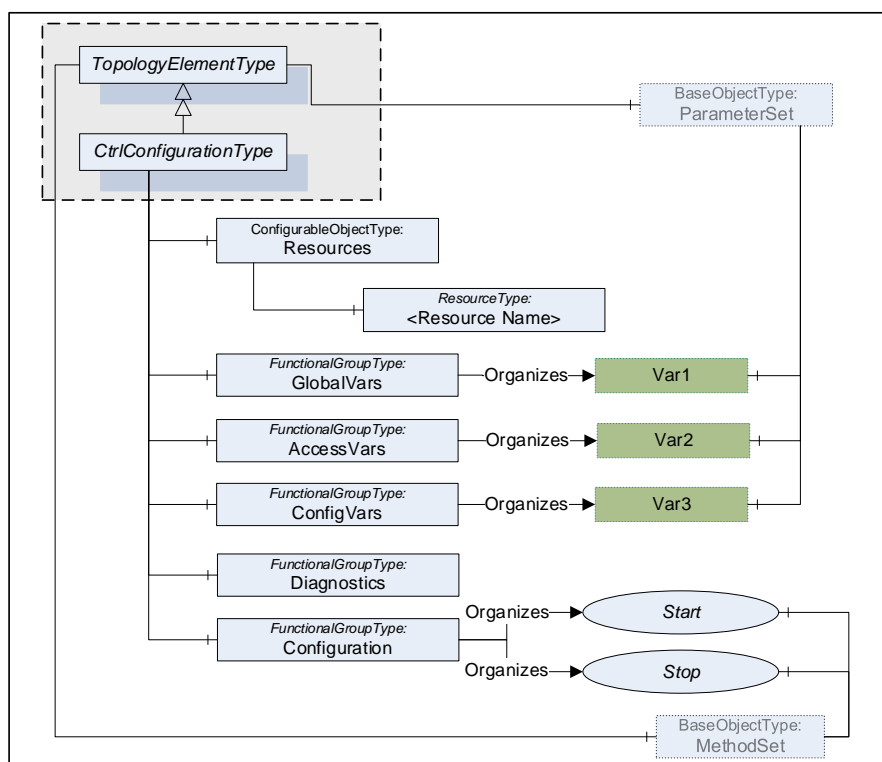 TopologyElementType
BaseObjectType:
ParameterSet
CtrlConfigurationType
ConfigurableObjectType:
Resources
ResourceType:
<Resource Name>
FunctionalGroupType:
GlobalVars
Organizes
Var1
FunctionalGroupType:
AccessVars
Organizes
Var2
FunctionalGroupType:
ConfigVars
Organizes
Var3
FunctionalGroupType:
Diagnostics
FunctionalGroupType:
Configuration
Organizes
Start
Organizes
Stop
BaseObjectType:
MethodSet